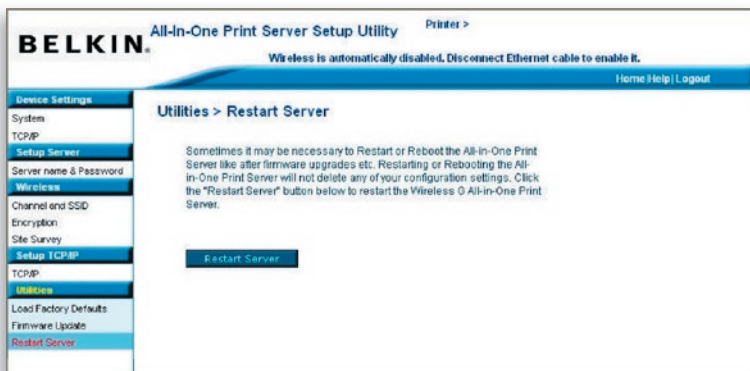 BELKIN.
All-In-One Print Server Setup Utility
Printer >
Wireless is automatically disabled. Disconnect Ethernet cable to enable it.
Home|Help|Logout
Device Settings
System
TCP/IP
Setup Server
Server name & Password
Wireless
Channel and SSID
Encryption
Site Survey
Setup TCP/IP
TCP/IP
Utilities
Load Factory Defaults
Firmware Update
Restart Server
Utilities > Restart Server
Sometimes it may be necessary to Restart or Reboot the All-in-One Print
Server like after firmware upgrades etc. Restarting or Rebooting the All-
in-One Print Server will not delete any of your configuration settings. Click
the "Restart Server" button below to restart the Wireless G All-in-One Print
Server.
Restart Server